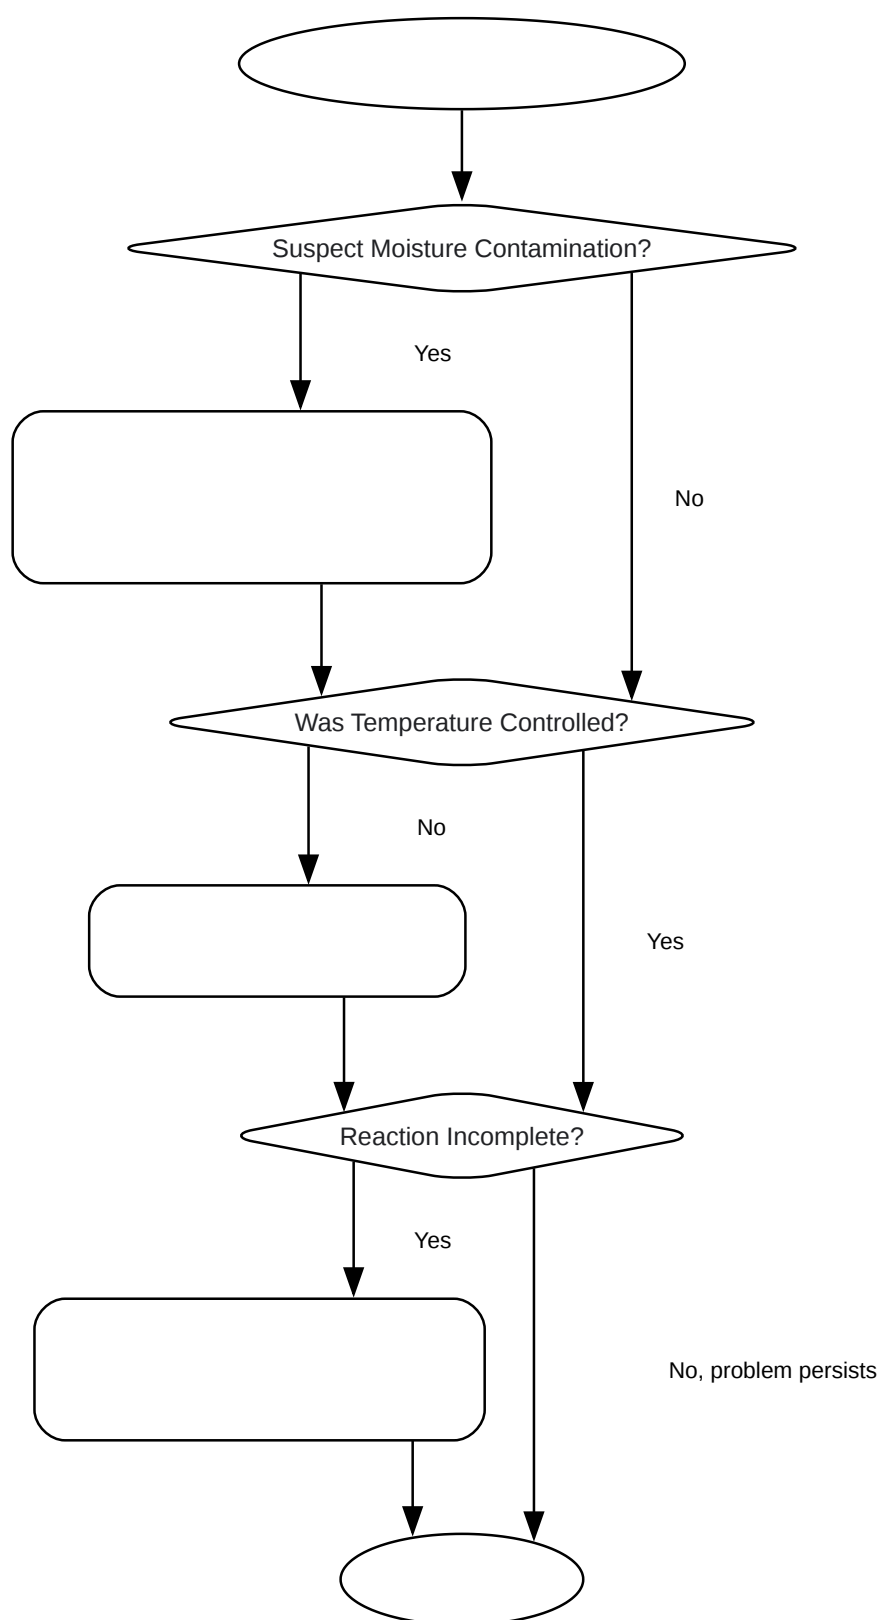 Suspect Moisture Contamination?
Yes
No
Was Temperature Controlled?
No
Yes
Reaction Incomplete?
Yes
No, problem persists